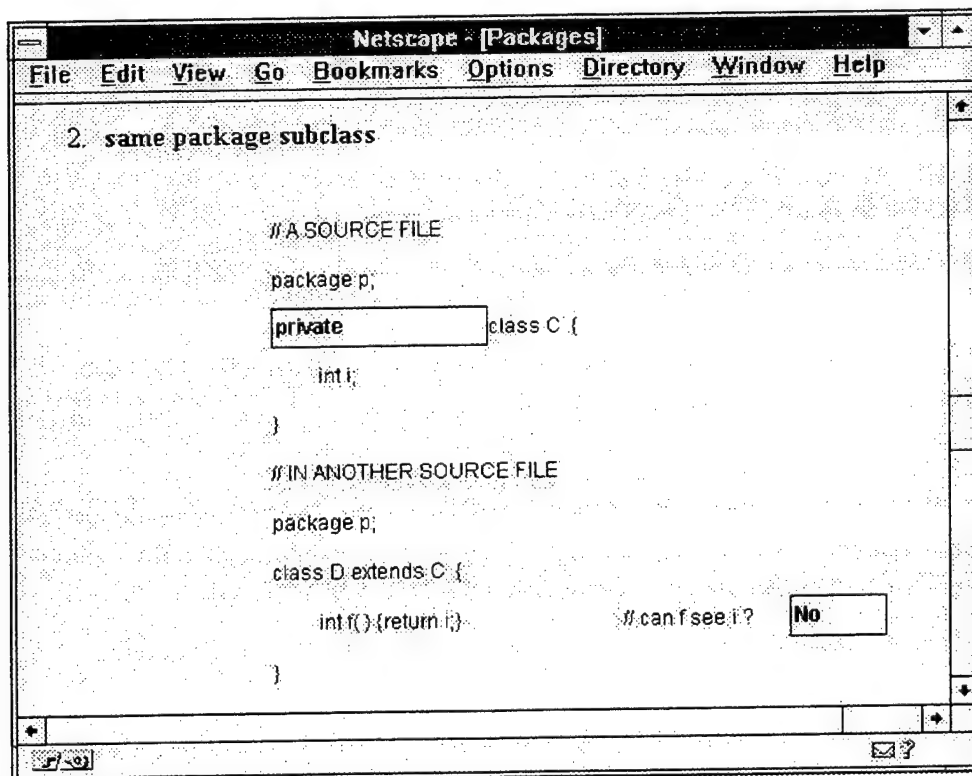 Netscape - [Packages]
File Edit View Go Bookmarks Options Directory Window Help
2. same package subclass
// A SOURCE FILE
package p;
private class C {
int i;
}
// IN ANOTHER SOURCE FILE
package p;
class D extends C {
int f( ) {return i;} // can f see i ? No
}
?